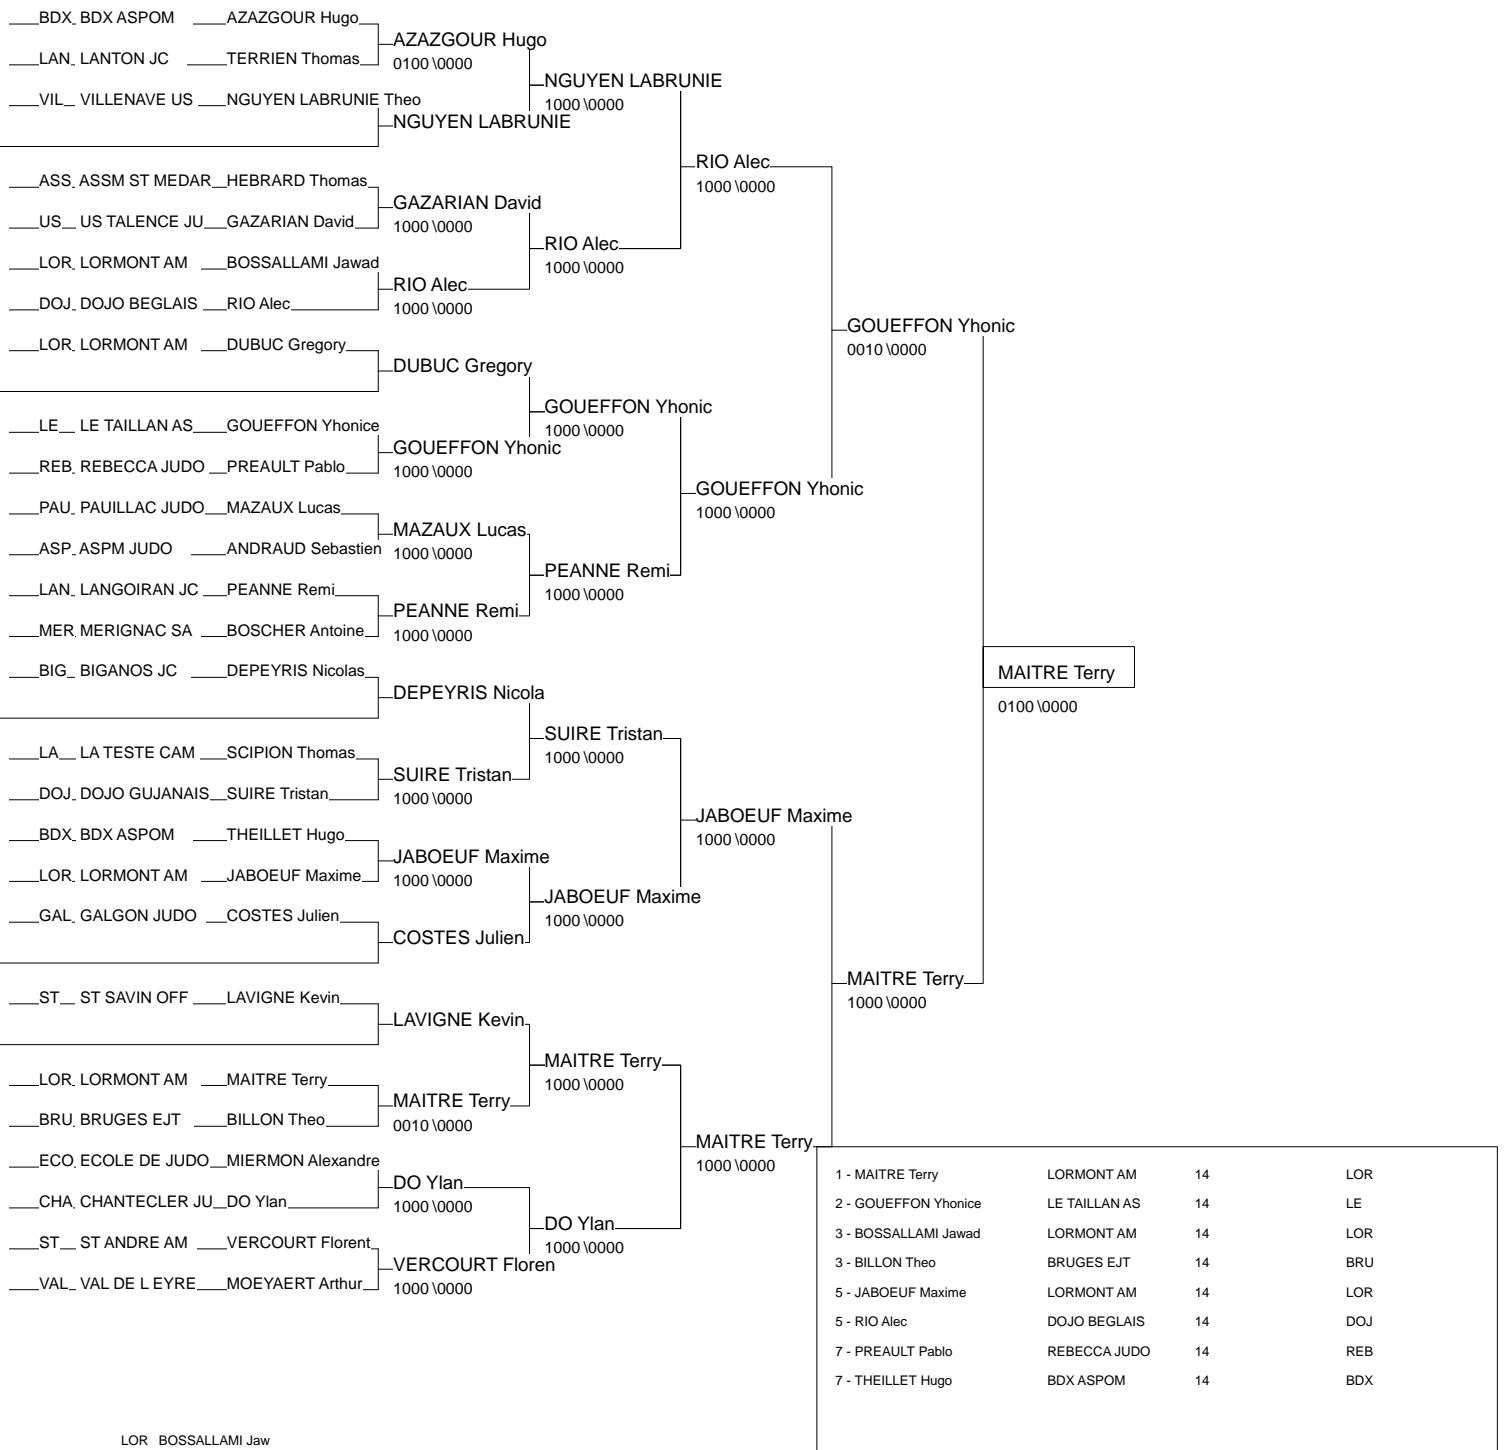 BDX BDX ASPOM AZAZGOUR Hugo
AZAZGOUR Hugo
LAN LANTON JC TERRIEN Thomas
0100 \0000
NGUYEN LABRUNIE
VIL VILLENAVE US NGUYEN LABRUNIE Theo
1000 \0000
NGUYEN LABRUNIE
RIO Alec
ASS ASSM ST MEDAR HEBRARD Thomas
1000 \0000
GAZARIAN David
US US TALENCE JU GAZARIAN David
1000 \0000
RIO Alec
LOR LORMONT AM BOSSALLAMI Jawad
1000 \0000
RIO Alec
DOJ DOJO BEGLAIS RIO Alec
1000 \0000
GOUEFFON Yhonic
LOR LORMONT AM DUBUC Gregory
0010 \0000
DUBUC Gregory
GOUEFFON Yhonic
LE LE TAILLAN AS GOUEFFON Yhonice
1000 \0000
GOUEFFON Yhonic
REB REBECCA JUDO PREAULT Pablo
1000 \0000
GOUEFFON Yhonic
PAU PAUILLAC JUDO MAZAUX Lucas
1000 \0000
MAZAUX Lucas
ASP ASPM JUDO ANDRAUD Sebastien
1000 \0000
PEANNE Remi
LAN LANGOIRAN JC PEANNE Remi
1000 \0000
PEANNE Remi
MER MERIGNAC SA BOSCHER Antoine
1000 \0000
BIG BIGANOS JC DEPEYRIS Nicolas
MAITRE Terry
DEPEYRIS Nicola
0100 \0000
SUIRE Tristan
LA LA TESTE CAM SCIPION Thomas
1000 \0000
SUIRE Tristan
DOJ DOJO GUJANAIS SUIRE Tristan
1000 \0000
JABOEUF Maxime
BDX BDX ASPOM THEILLET Hugo
1000 \0000
JABOEUF Maxime
LOR LORMONT AM JABOEUF Maxime
1000 \0000
JABOEUF Maxime
GAL GALGON JUDO COSTES Julien
1000 \0000
COSTES Julien
MAITRE Terry
ST ST SAVIN OFF LAVIGNE Kevin
1000 \0000
LAVIGNE Kevin
MAITRE Terry
LOR LORMONT AM MAITRE Terry
1000 \0000
MAITRE Terry
BRU BRUGES EJT BILLON Theo
0010 \0000
MAITRE Terry
ECO ECOLE DE JUDO MIERMON Alexandre
1000 \0000
DO Ylan
CHA CHANTECLER JU DO Ylan
1000 \0000
DO Ylan
ST ST ANDRE AM VERCOURT Florent
1000 \0000
VERCOURT Floren
VAL VAL DE L EYRE MOEYAERT Arthur
1000 \0000
1 - MAITRE Terry LORMONT AM 14 LOR
2 - GOUEFFON Yhonice LE TAILLAN AS 14 LE
3 - BOSSALLAMI Jawad LORMONT AM 14 LOR
3 - BILLON Theo BRUGES EJT 14 BRU
5 - JABOEUF Maxime LORMONT AM 14 LOR
5 - RIO Alec DOJO BEGLAIS 14 DOJ
7 - PREAULT Pablo REBECCA JUDO 14 REB
7 - THEILLET Hugo BDX ASPOM 14 BDX
LOR BOSSALLAMI Jaw